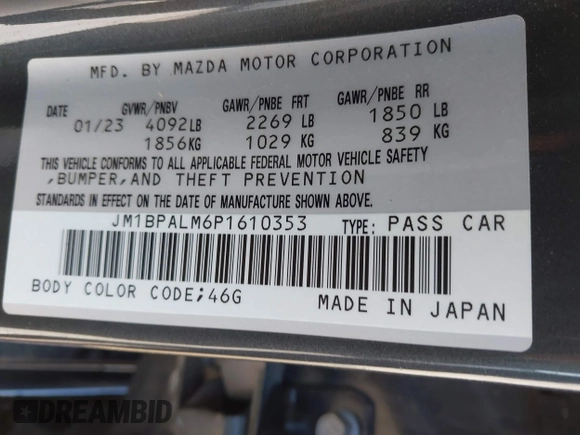 MFD. BY MAZDA MOTOR CORPORATION
DATE GVWR/PNBV GAWR/PNBE FRT GAWR/PNBE RR
01/23 4092LB 2269 LB 1850 LB
1856KG 1029 KG 839 KG
THIS VEHICLE CONFORMS TO ALL APPLICABLE FEDERAL MOTOR VEHICLE SAFETY
,BUMPER,AND THEFT PREVENTION
STANDARDS IN EFFECT ON THE DATE OF MANUFACTURE SHOWN ABOVE.
JM1BPALM6P1610353 TYPE: PASS CAR
BODY COLOR CODE;46G MADE IN JAPAN
DREAMBID